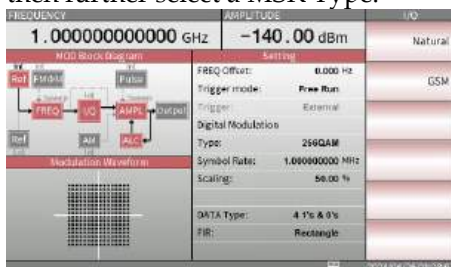 then further select a MSK Type.
FREQUENCY AMPLITUDE I/O
1.000000000000 GHz -140.00 dBm
Natural
GSM
MOD Block Diagram
Setting
Ref FM/ΦM Pulse
FREQ I/Q AMPL Output
Ref AM ALC
Modulation Waveform
FREQ Offset: 0.000 Hz
Trigger mode: Free Run
Trigger External
Digital Modulation
Type: 256QAM
Symbol Rate: 1.000000000 MHz
Scaling: 50.00 %
DATA Type: 4 1's & 0's
FIR: Rectangle